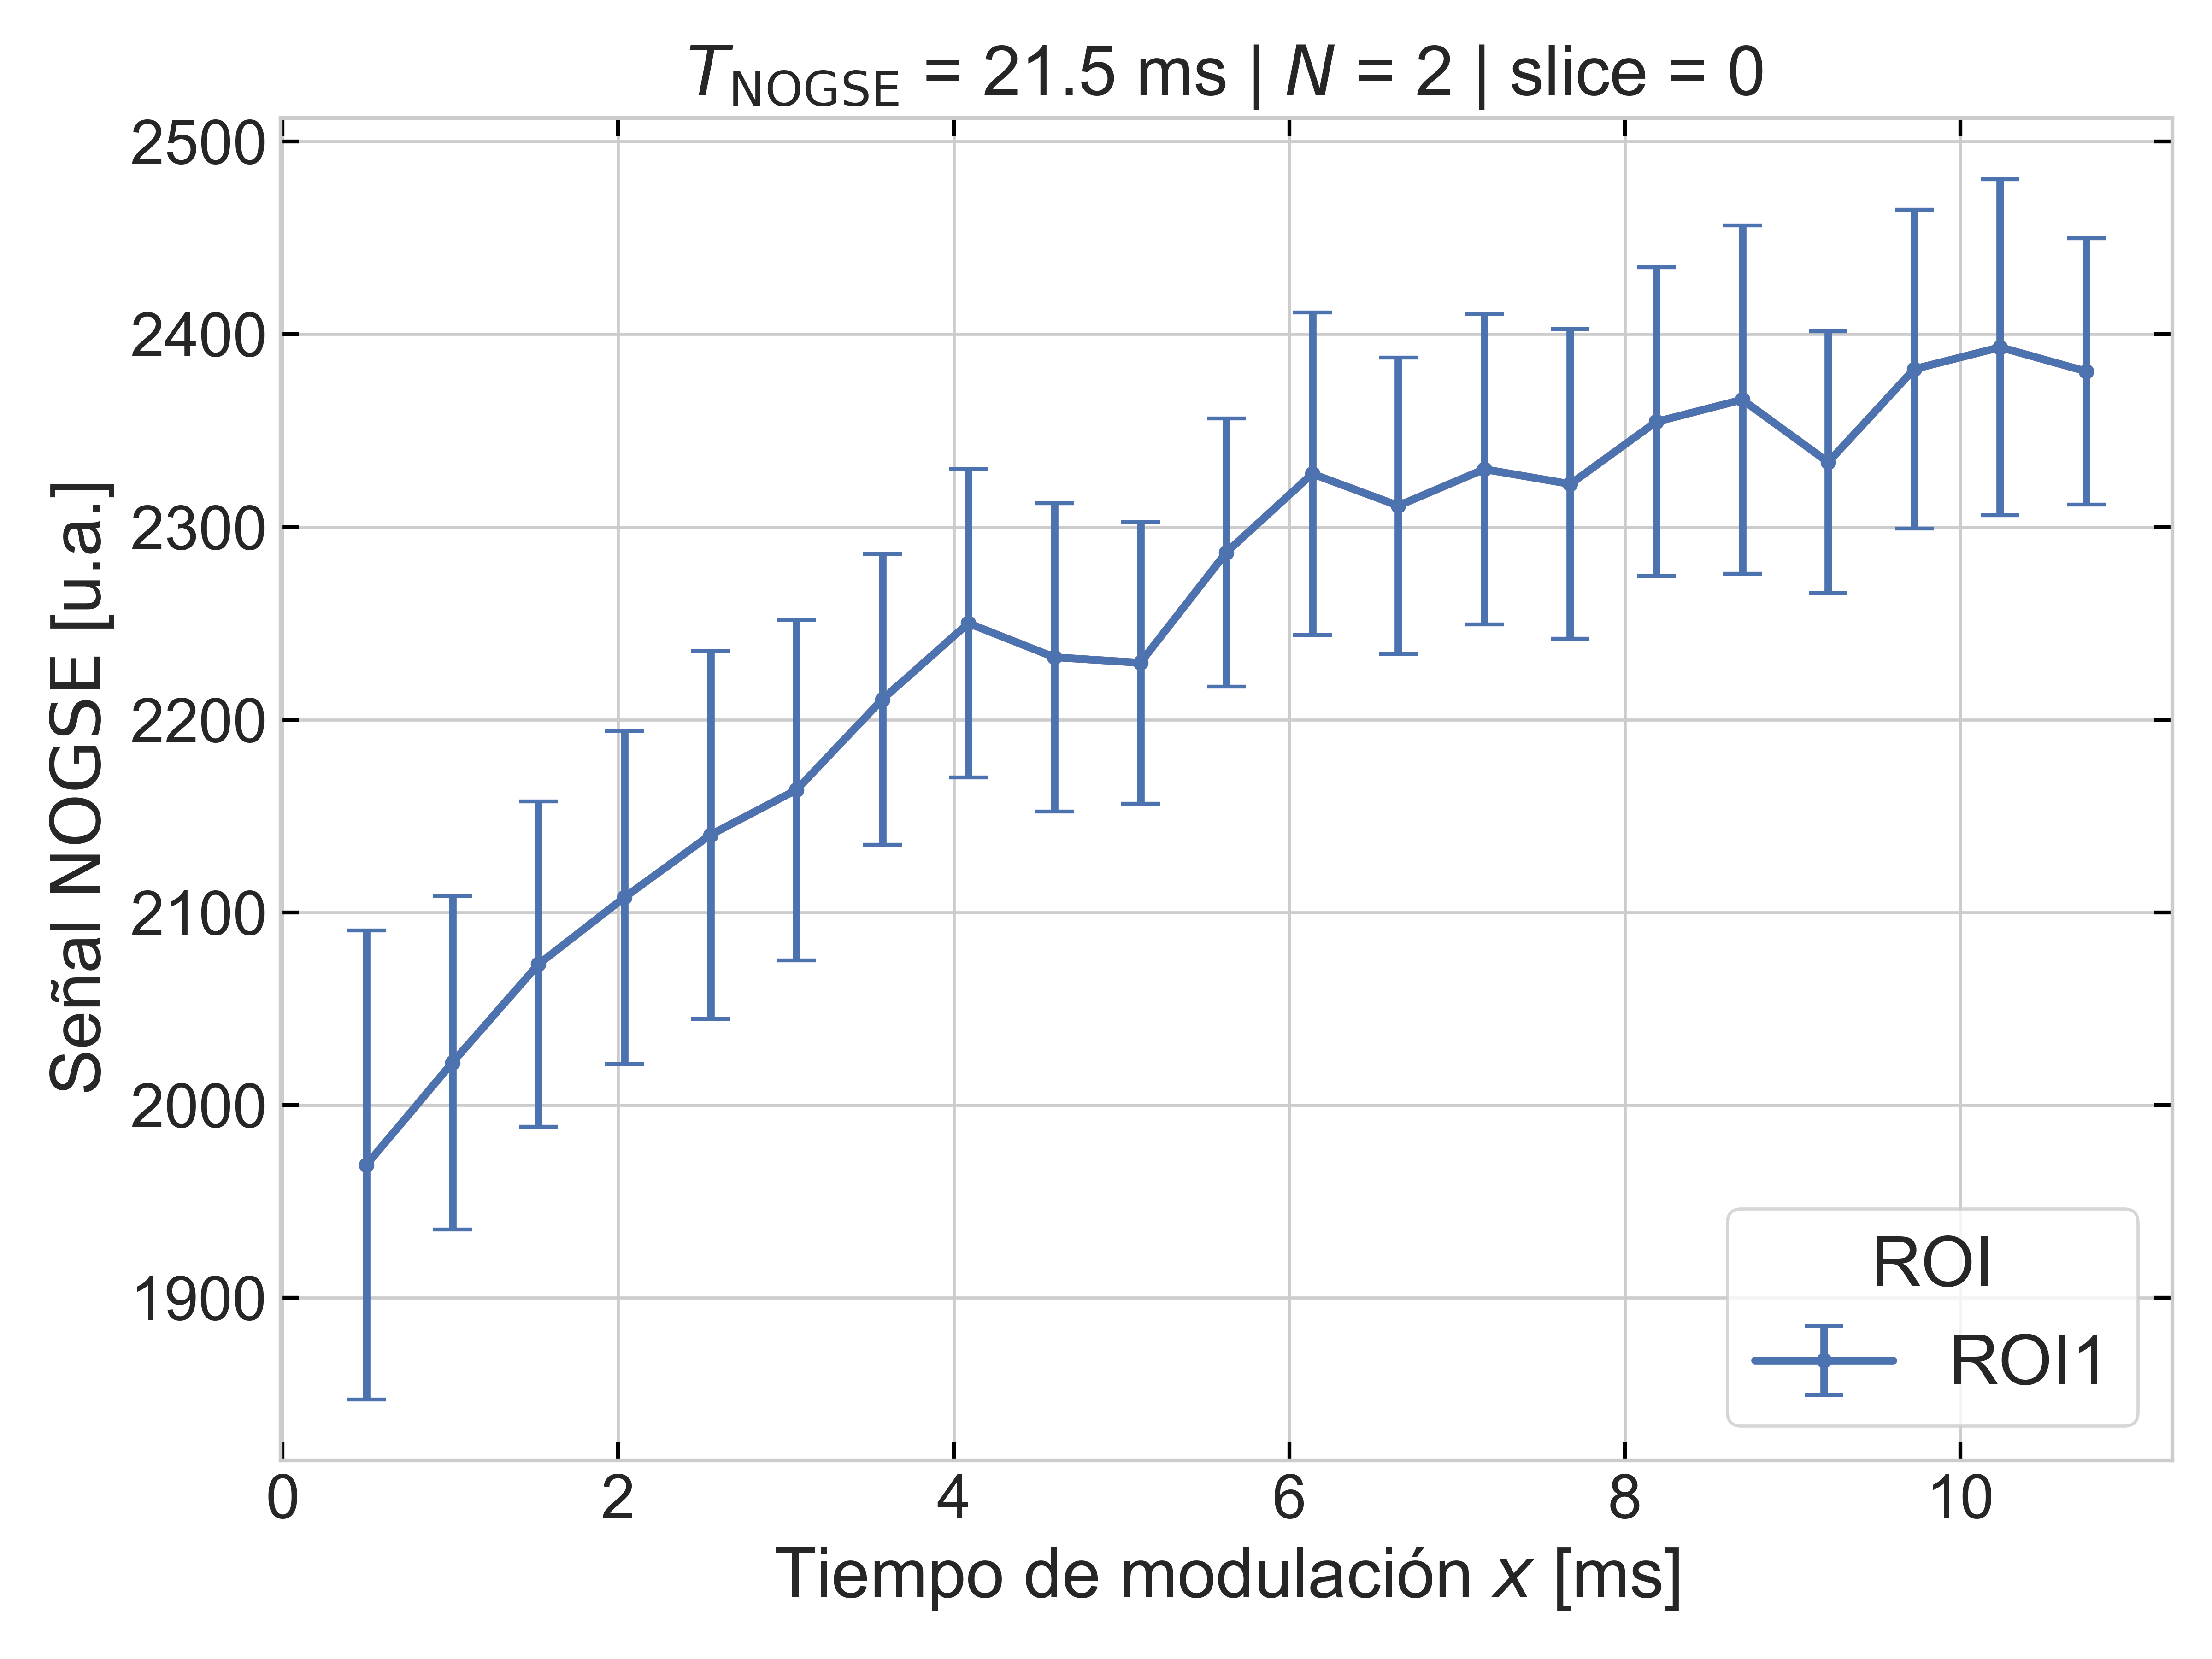 T_NOGSE = 21.5 ms | N = 2 | slice = 0
Señal NOGSE [u.a.]
2500
2400
2300
2200
2100
2000
1900
0 2 4 6 8 10
Tiempo de modulación x [ms]
ROI
ROI1